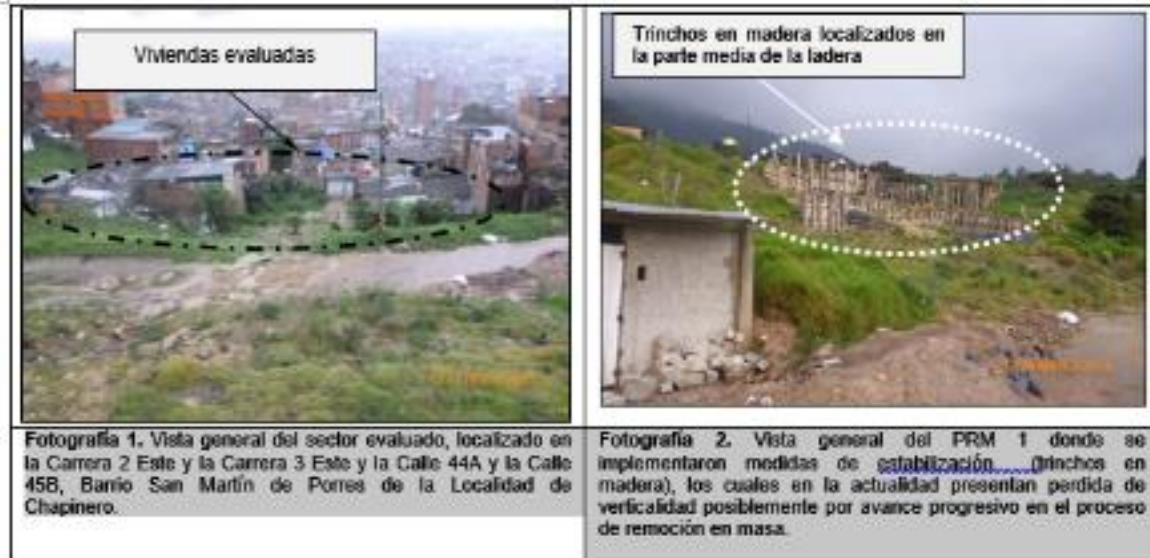 Viviendas evaluadas
Trinchos en madera localizados en
la parte media de la ladera
Fotografía 1. Vista general del sector evaluado, localizado en
la Carrera 2 Este y la Carrera 3 Este y la Calle 44A y la Calle
45B, Barrio San Martín de Porres de la Localidad de
Chapinero.
Fotografía 2. Vista general del PRM 1 donde se
implementaron medidas de estabilización (trinchos en
madera), los cuales en la actualidad presentan perdida de
verticalidad posiblemente por avance progresivo en el proceso
de remoción en masa.